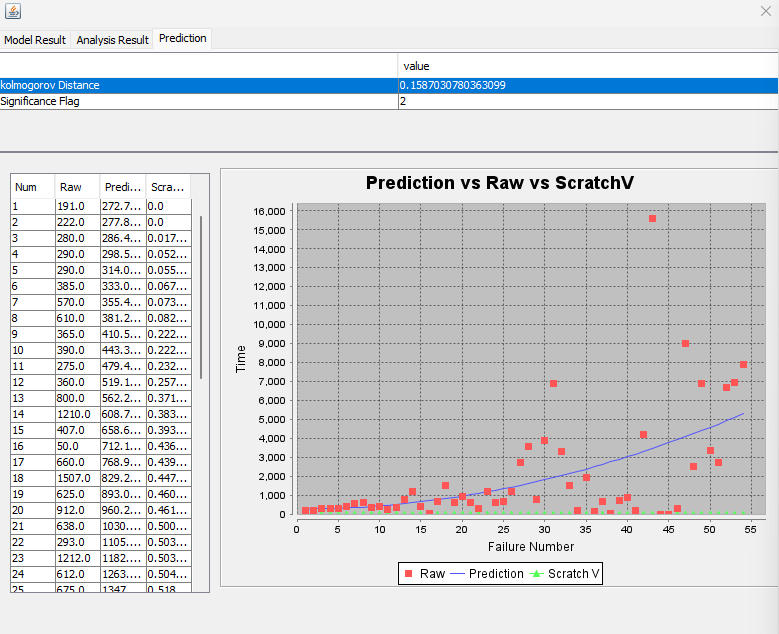 Model Result Analysis Result Prediction
value
kolmogorov Distance 0.1587030780363099
Significance Flag 2
Num Raw Predi... Scra...
1 191.0 272.7... 0.0
2 222.0 277.8... 0.0
3 280.0 286.4... 0.017...
4 290.0 298.5... 0.052...
5 290.0 314.0... 0.055...
6 385.0 333.0... 0.067...
7 570.0 355.4... 0.073...
8 610.0 381.2... 0.082...
9 365.0 410.5... 0.222...
10 390.0 443.3... 0.222...
11 275.0 479.4... 0.232...
12 360.0 519.1... 0.257...
13 800.0 562.2... 0.371...
14 1210.0 608.7... 0.383...
15 407.0 658.6... 0.393...
16 50.0 712.1... 0.436...
17 660.0 768.9... 0.439...
18 1507.0 829.2... 0.447...
19 625.0 893.0... 0.460...
20 912.0 960.2... 0.461...
21 638.0 1030.... 0.500...
22 293.0 1105.... 0.503...
23 1212.0 1182.... 0.503...
24 612.0 1263.... 0.504...
25 675.0 1347.... 0.518...
Prediction vs Raw vs ScratchV
16,000
15,000
14,000
13,000
12,000
11,000
10,000
9,000
8,000
7,000
6,000
5,000
4,000
3,000
2,000
1,000
0
Time
0 5 10 15 20 25 30 35 40 45 50 55
Failure Number
Raw Prediction Scratch V